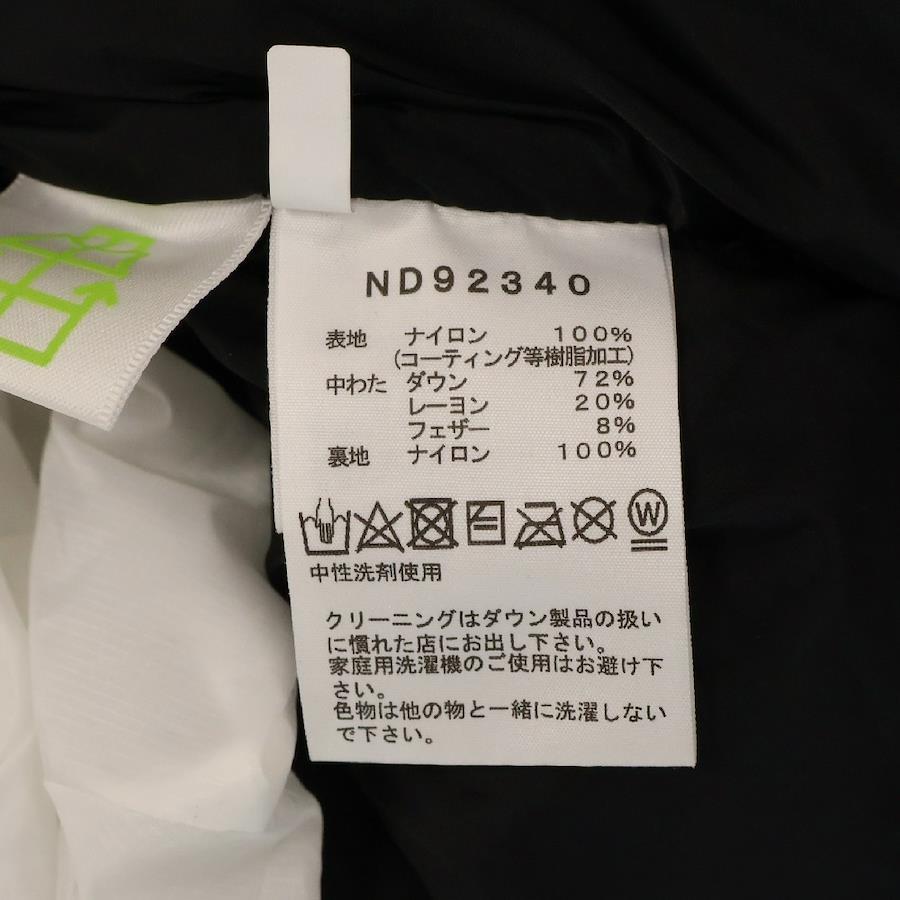 ND92340
表地 ナイロン 100%
(コーティング等樹脂加工)
中わた ダウン 72%
レーヨン 20%
フェザー 8%
裏地 ナイロン 100%
W
中性洗剤使用
クリーニングはダウン製品の扱い
に慣れた店にお出し下さい。
家庭用洗濯機のご使用はお避け下
さい。
色物は他の物と一緒に洗濯しない
で下さい。